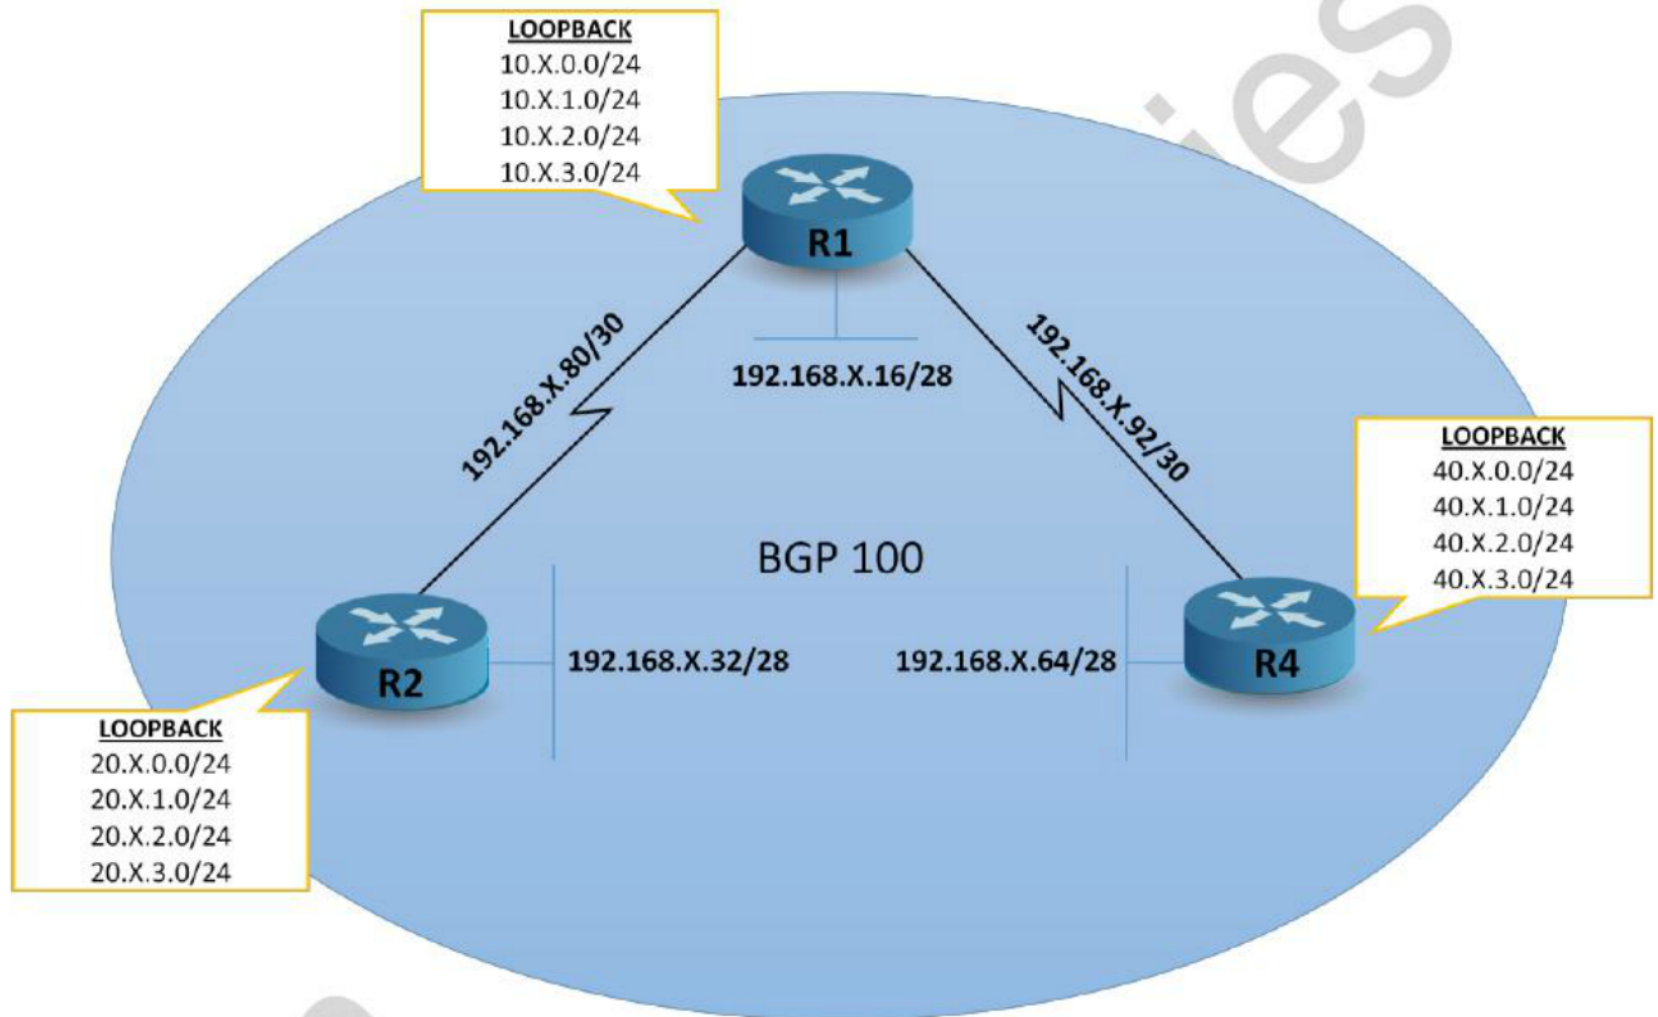 LOOPBACK
10.X.0.0/24
10.X.1.0/24
10.X.2.0/24
10.X.3.0/24
R1
192.168.X.80/30
192.168.X.92/30
192.168.X.16/28
LOOPBACK
40.X.0.0/24
40.X.1.0/24
40.X.2.0/24
40.X.3.0/24
BGP 100
R2
192.168.X.32/28
192.168.X.64/28
R4
LOOPBACK
20.X.0.0/24
20.X.1.0/24
20.X.2.0/24
20.X.3.0/24